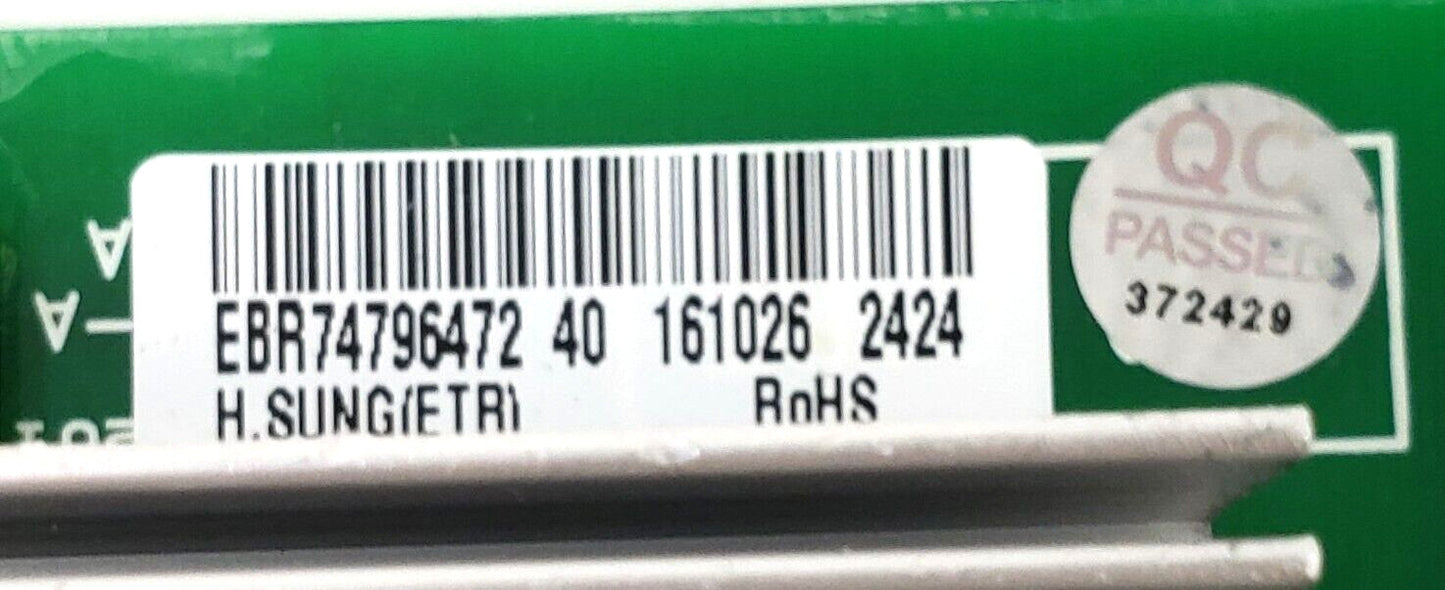 EBR74796472 40 161026 2424
H.SUNG(ETR) RoHS
QC
PASSED
372429
A
A